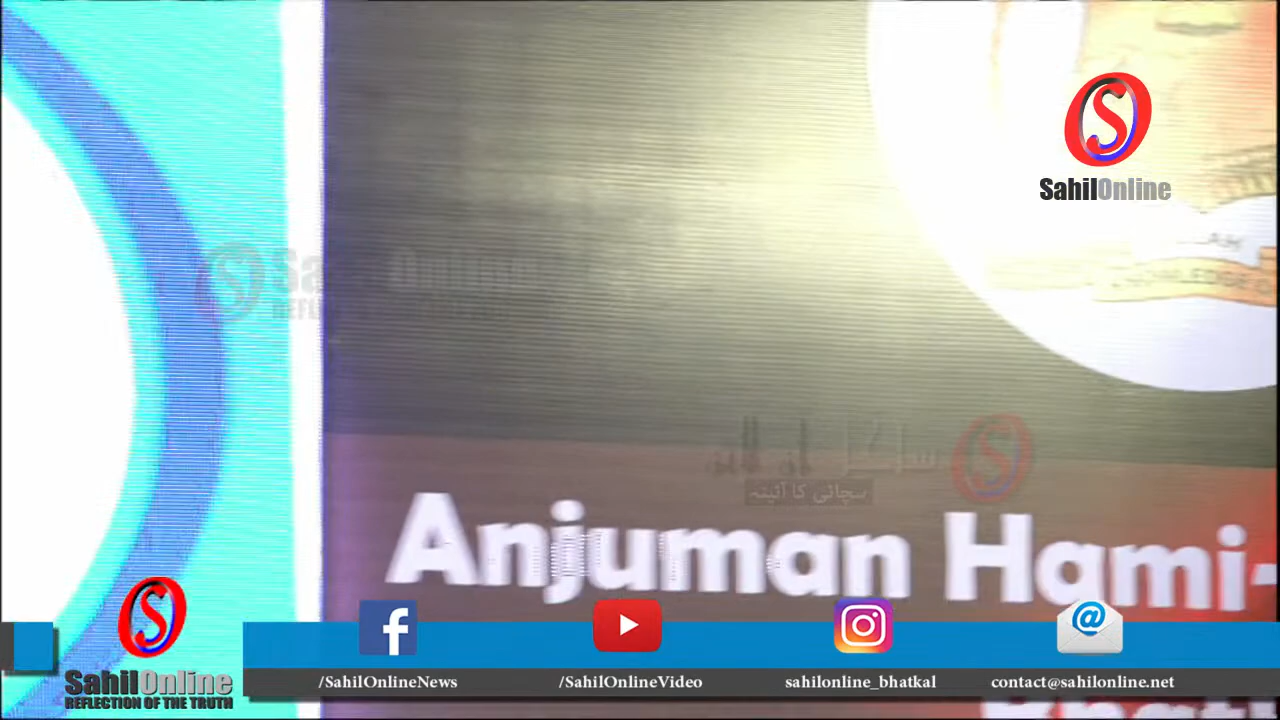 SahilOnline
سچائی کا آئینہ
Anjuman Hami-
SahilOnline
REFLECTION OF THE TRUTH
/SahilOnlineNews
/SahilOnlineVideo
sahilonline_bhatkal
contact@sahilonline.net